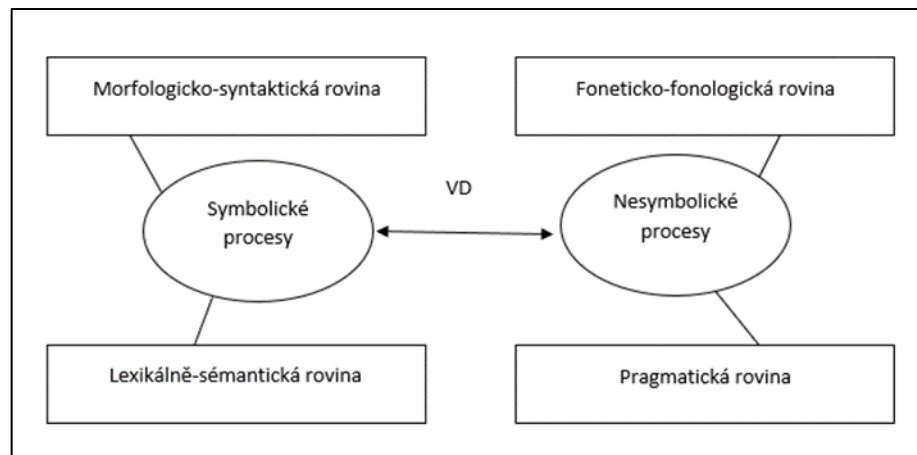 Morfologicko-syntaktická rovina
Foneticko-fonologická rovina
VD
Symbolické
procesy
Nesymbolické
procesy
Lexikálně-sémantická rovina
Pragmatická rovina